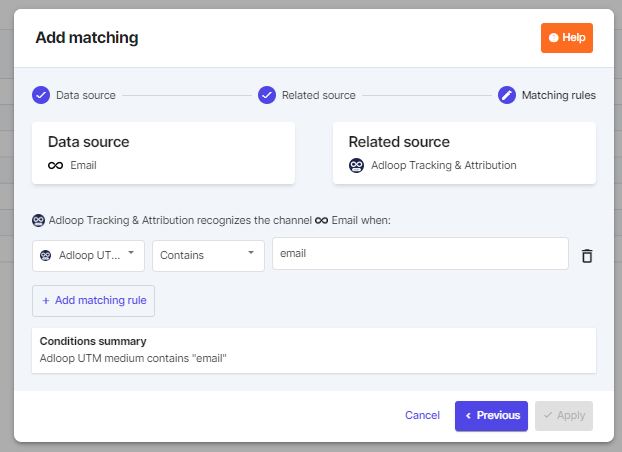 Add matching
Help
Data source
Related source
Matching rules
Data source
Email
Related source
Adloop Tracking & Attribution
Adloop Tracking & Attribution recognizes the channel Email when:
Adloop UT...
Contains
email
+ Add matching rule
Conditions summary
Adloop UTM medium contains "email"
Cancel
Previous
Apply